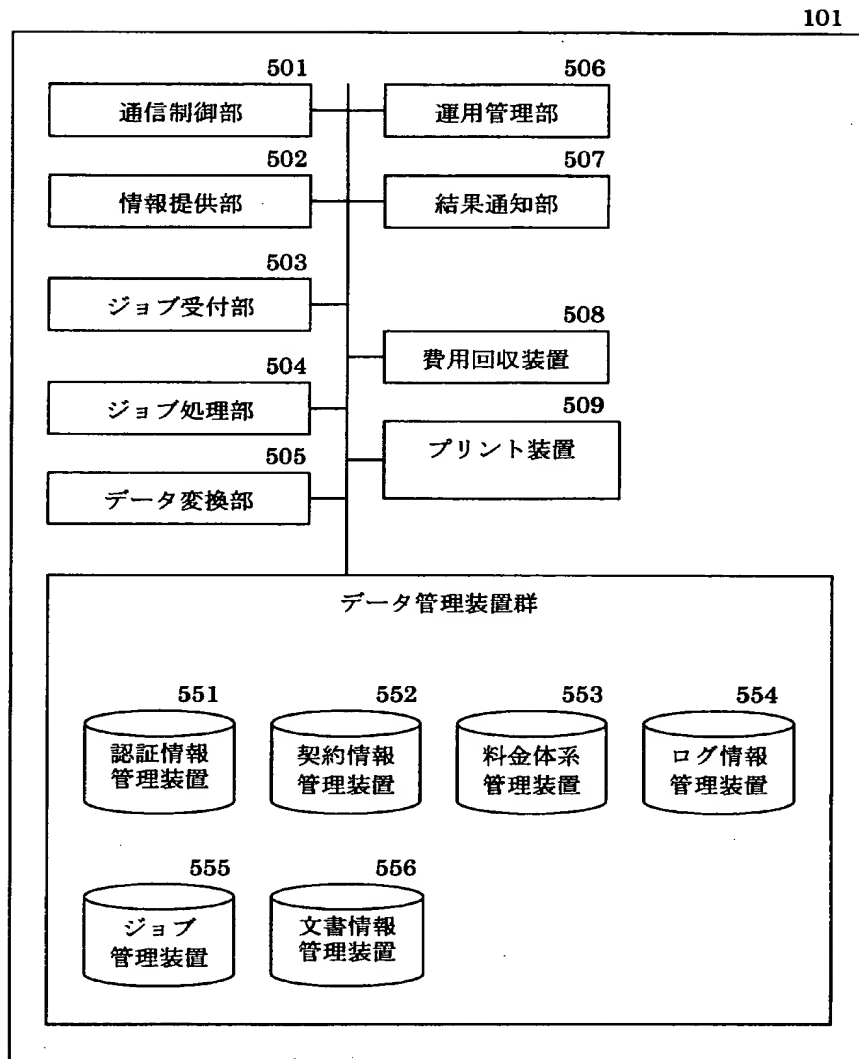 101
501
通信制御部
506
運用管理部
502
情報提供部
507
結果通知部
503
ジョブ受付部
508
費用回収装置
504
ジョブ処理部
509
プリント装置
505
データ変換部
データ管理装置群
551
認証情報
管理装置
552
契約情報
管理装置
553
料金体系
管理装置
554
ログ情報
管理装置
555
ジョブ
管理装置
556
文書情報
管理装置